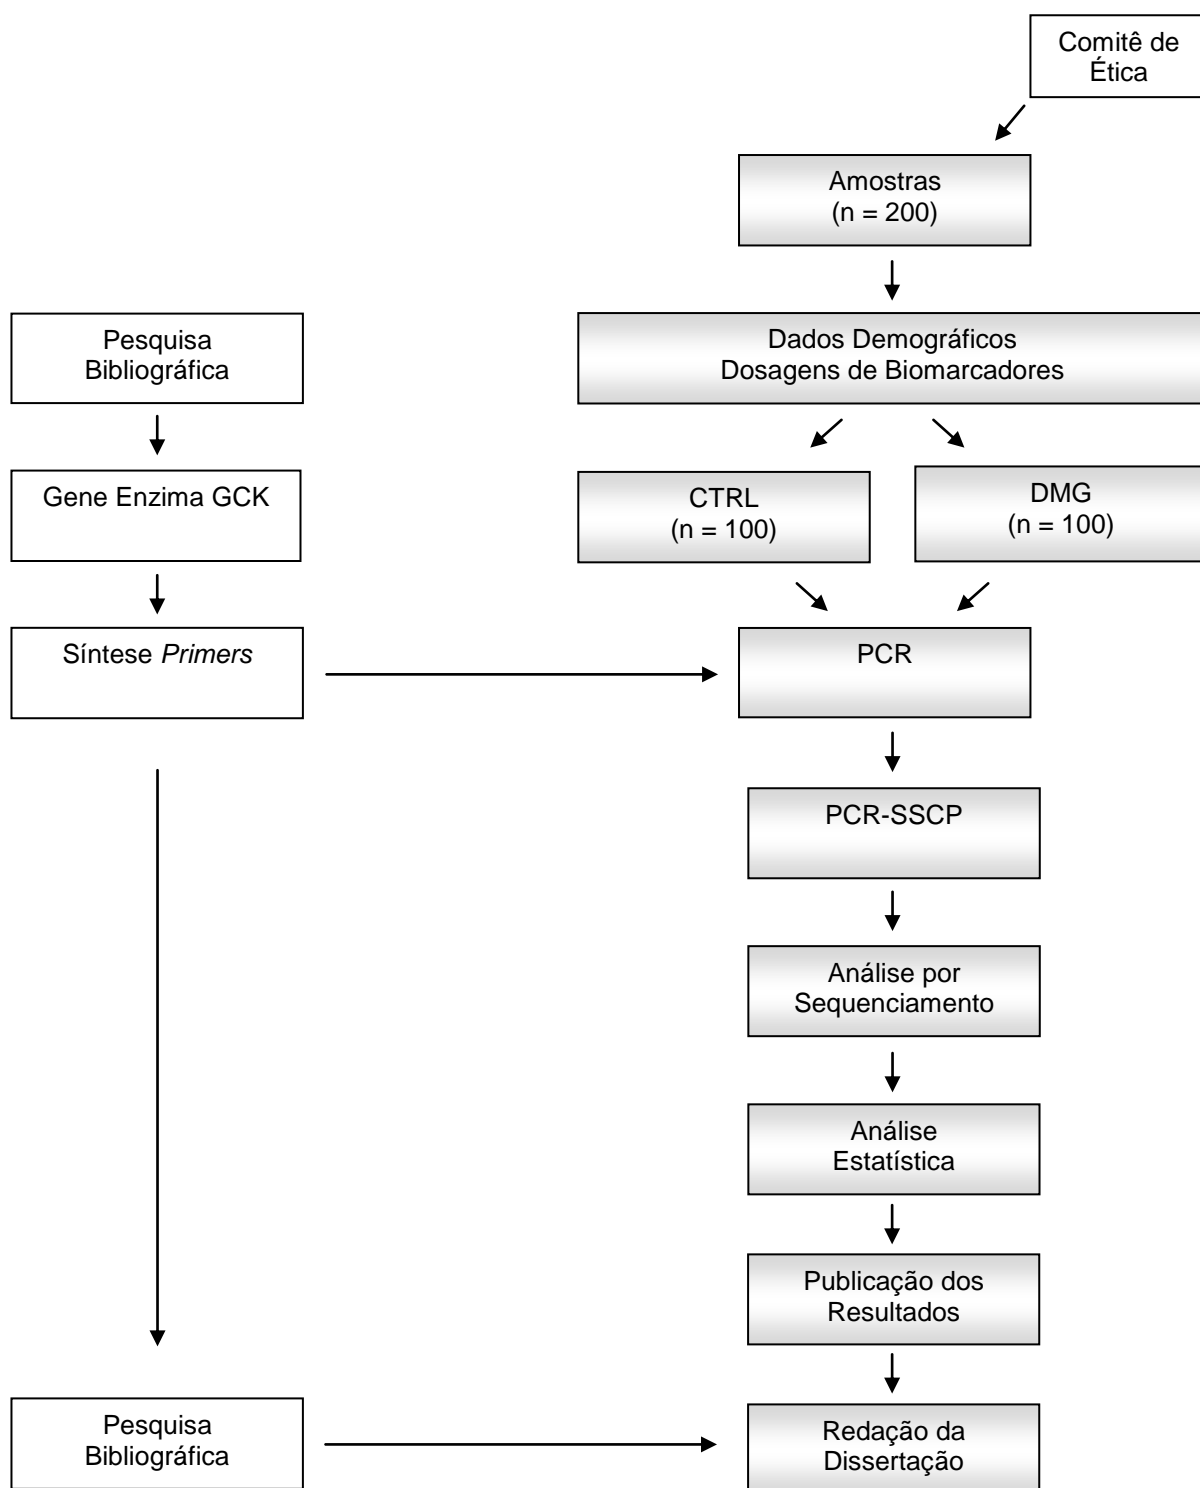 Comitê de
Ética
Amostras
(n = 200)
Pesquisa
Bibliográfica
Dados Demográficos
Dosagens de Biomarcadores
Gene Enzima GCK
CTRL
(n = 100)
DMG
(n = 100)
Síntese Primers
PCR
PCR-SSCP
Análise por
Sequenciamento
Análise
Estatística
Publicação dos
Resultados
Pesquisa
Bibliográfica
Redação da
Dissertação